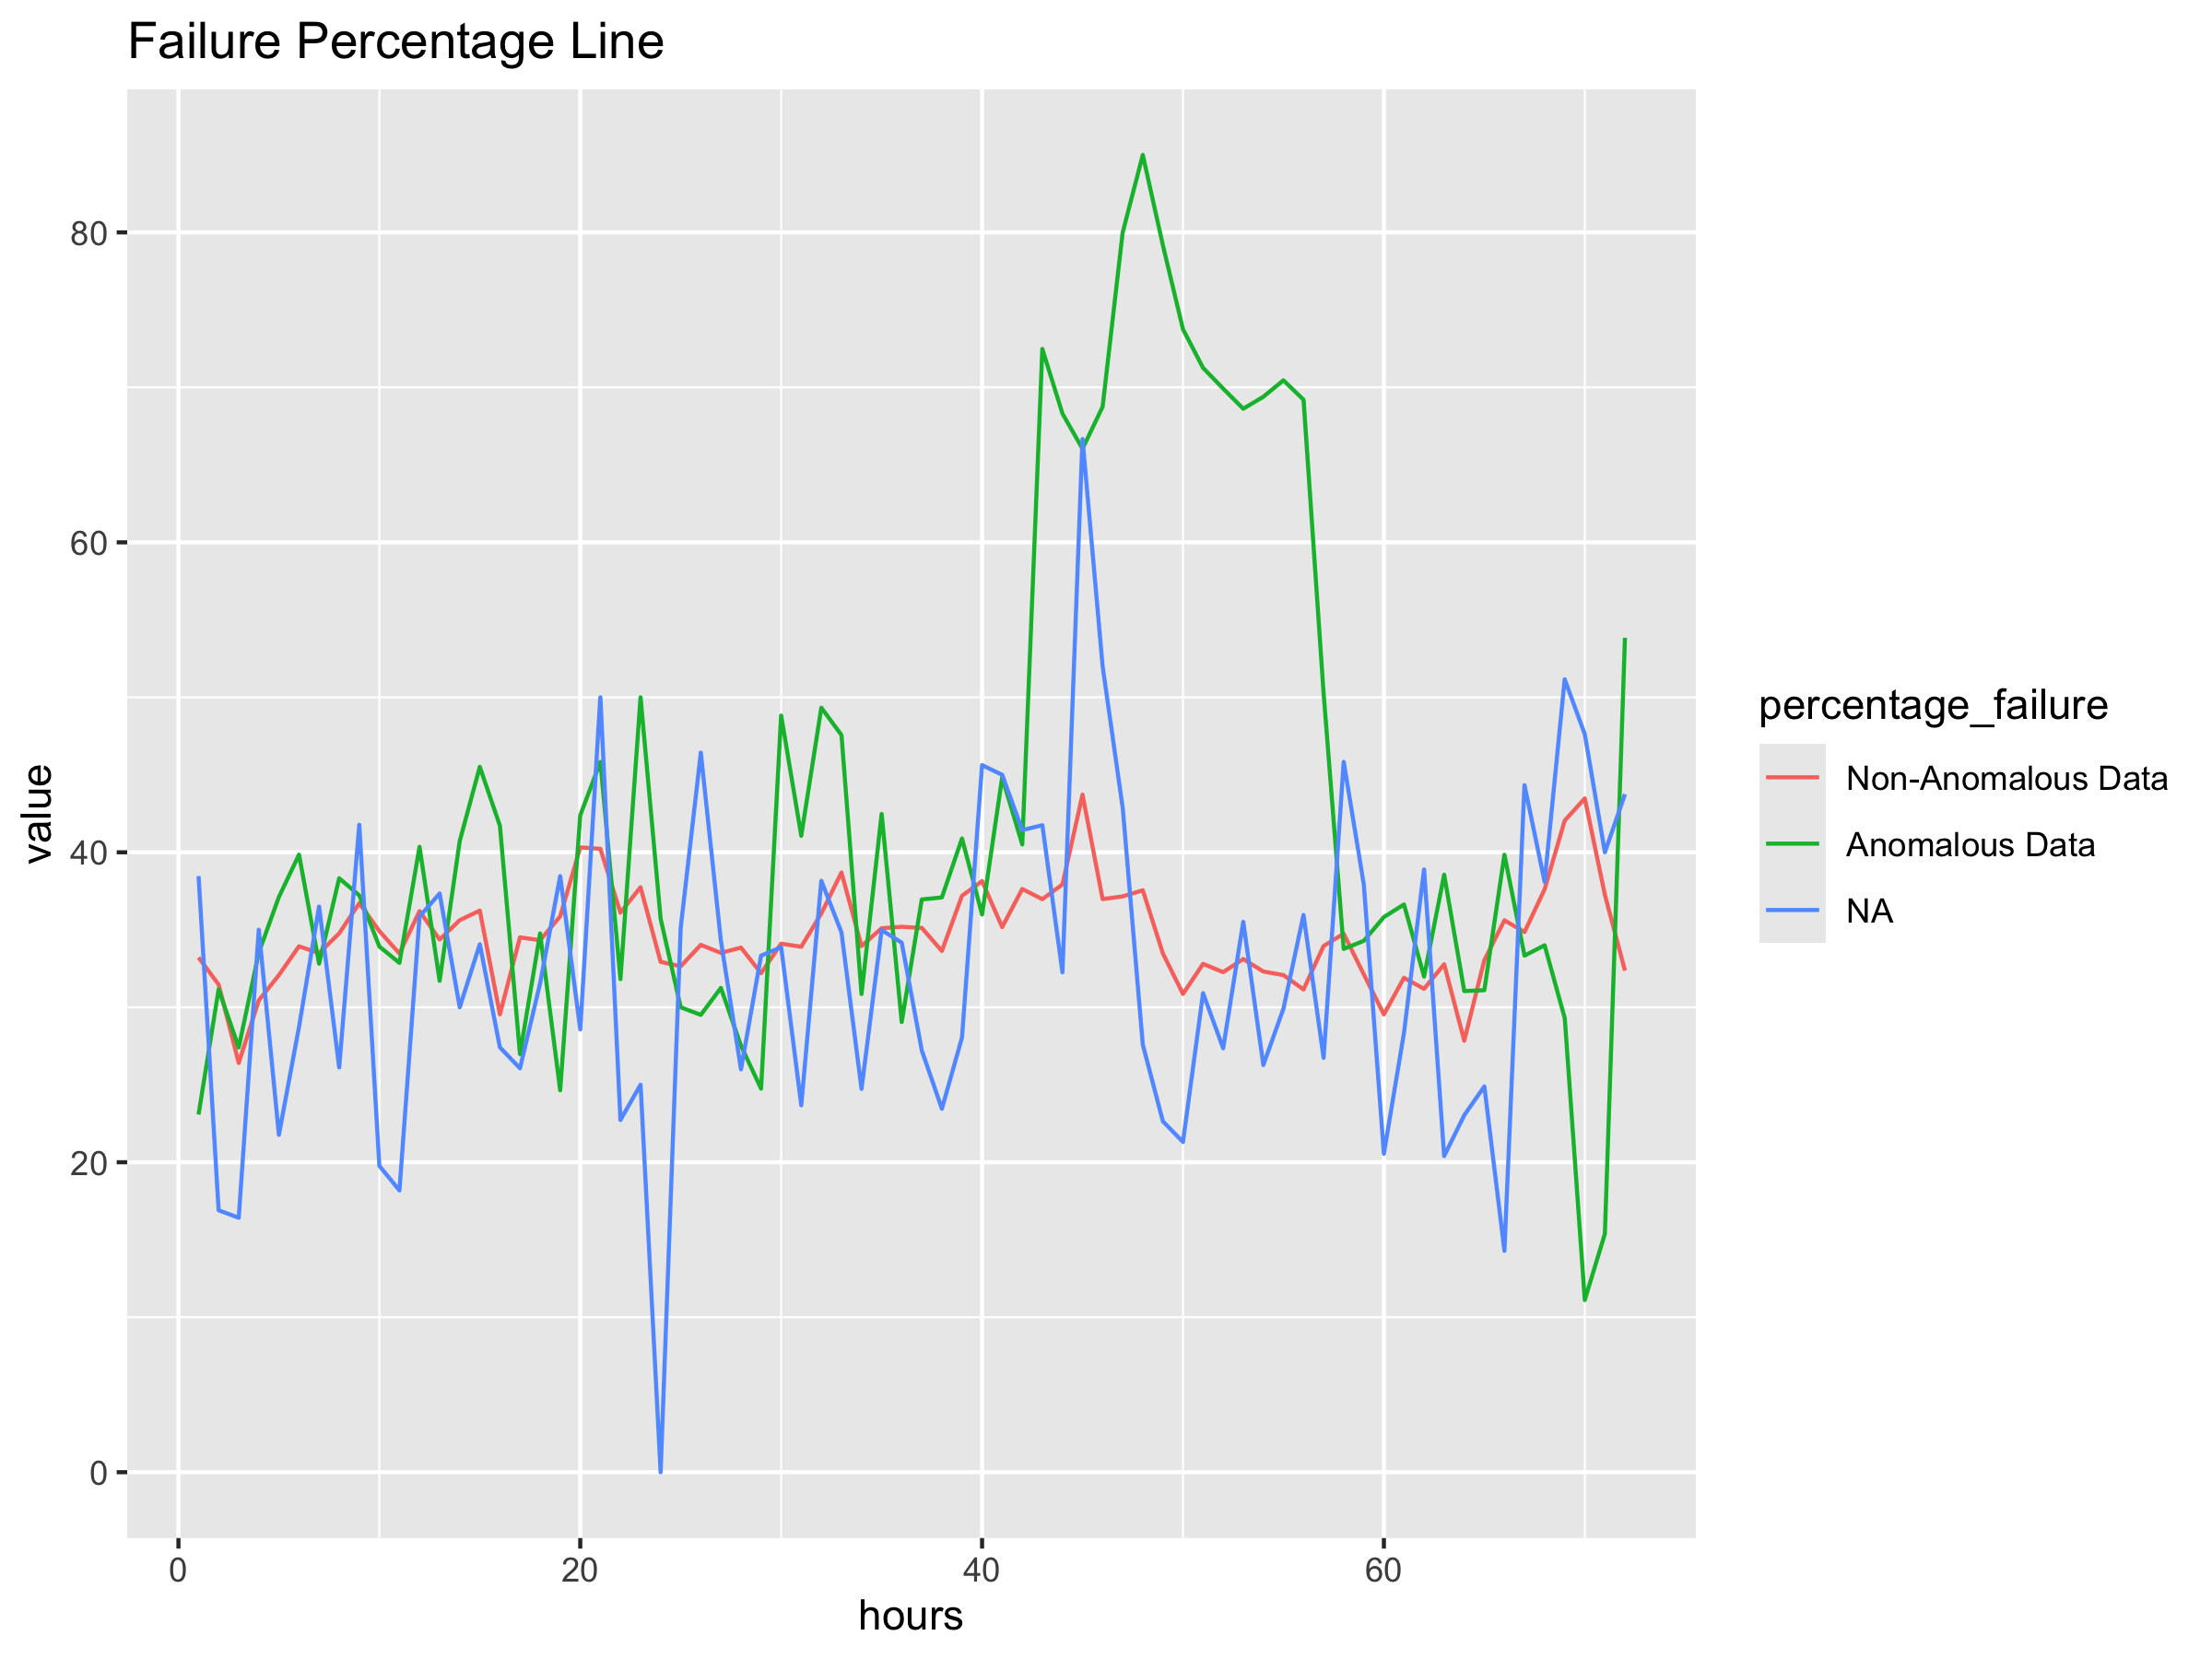 Failure Percentage Line
value
80
60
40
20
0
0 20 40 60
hours
percentage_failure
Non-Anomalous Data
Anomalous Data
NA